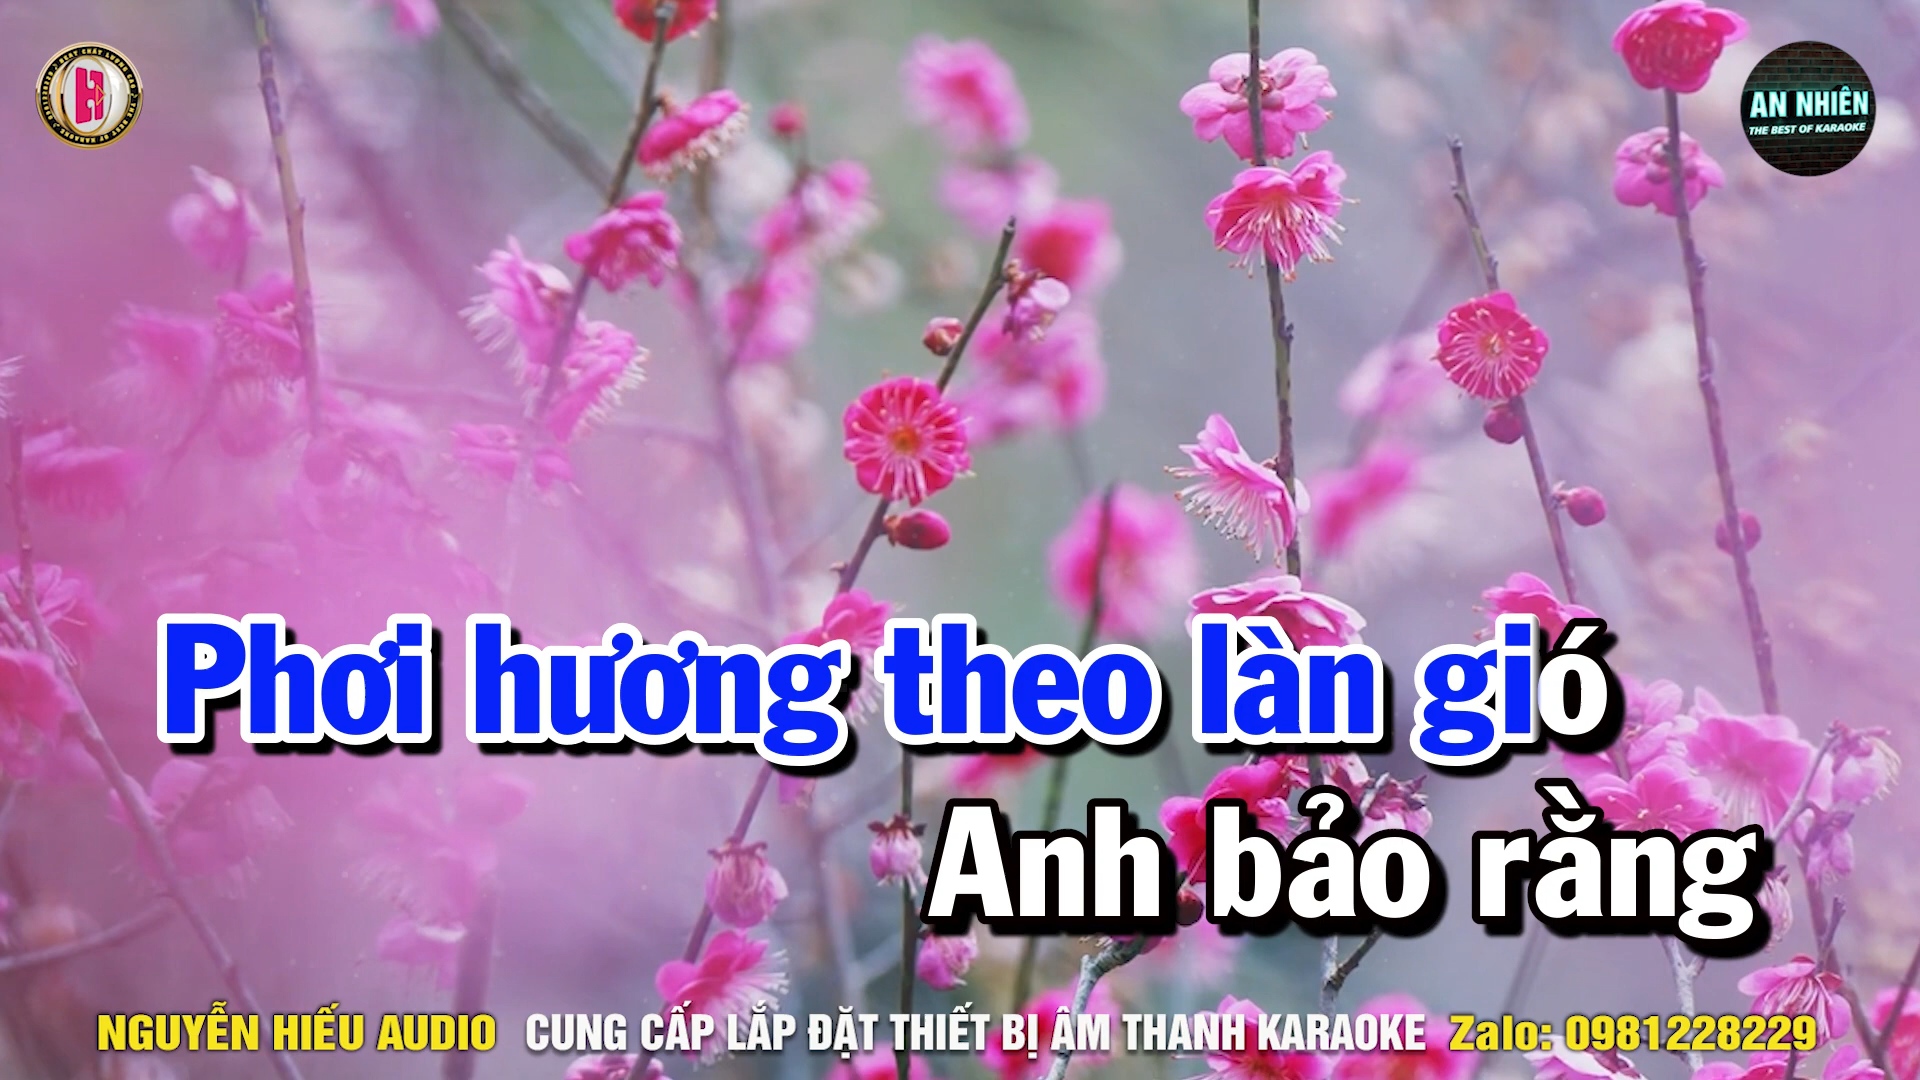 AN NHIÊN
THE BEST OF KARAOKE
Phơi hương theo làn gió
Anh bảo rằng
NGUYỄN HIẾU AUDIO CUNG CẤP LẮP ĐẶT THIẾT BỊ ÂM THANH KARAOKE Zalo: 0981228229